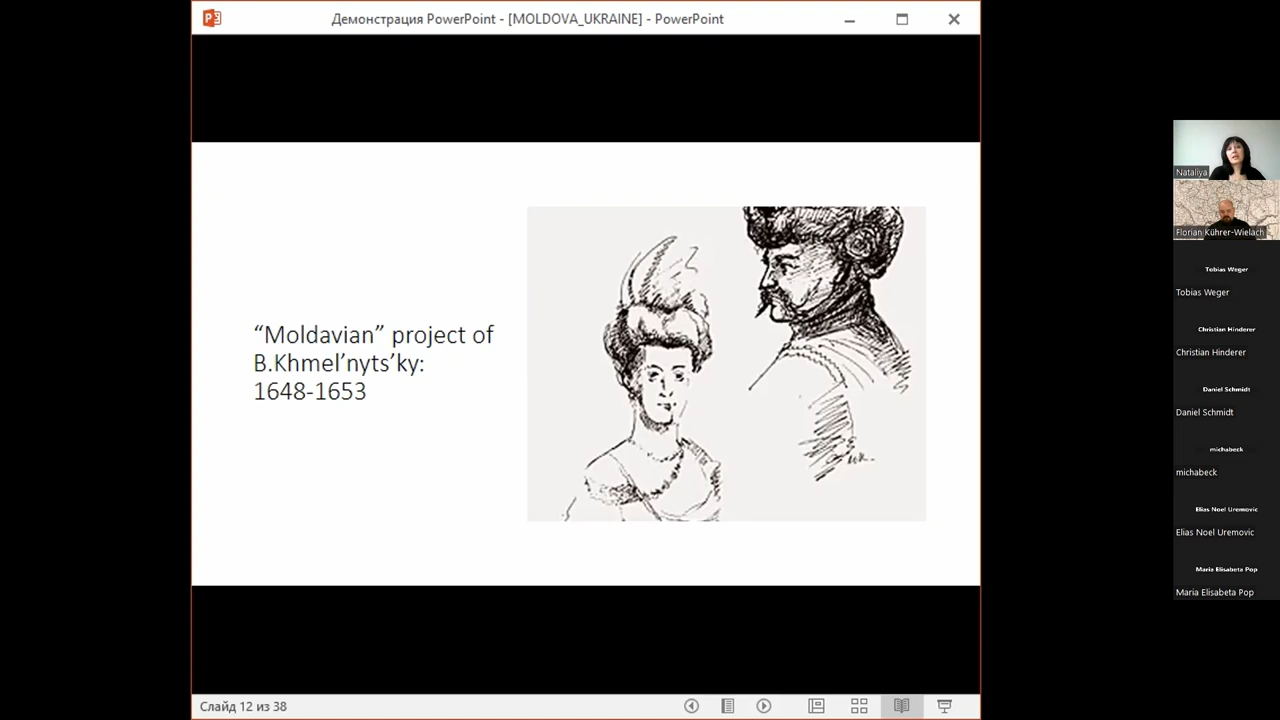 Демонстрация PowerPoint - [MOLDOVA_UKRAINE] - PowerPoint
“Moldavian” project of
B.Khmel’nyts’ky:
1648-1653
Слайд 12 из 38
Nataliya
Florian Kührer-Wielach
Tobias Weger
Tobias Weger
Christian Hinderer
Christian Hinderer
Daniel Schmidt
Daniel Schmidt
michabeck
michabeck
Elias Noel Uremovic
Elias Noel Uremovic
Maria Elisabeta Pop
Maria Elisabeta Pop